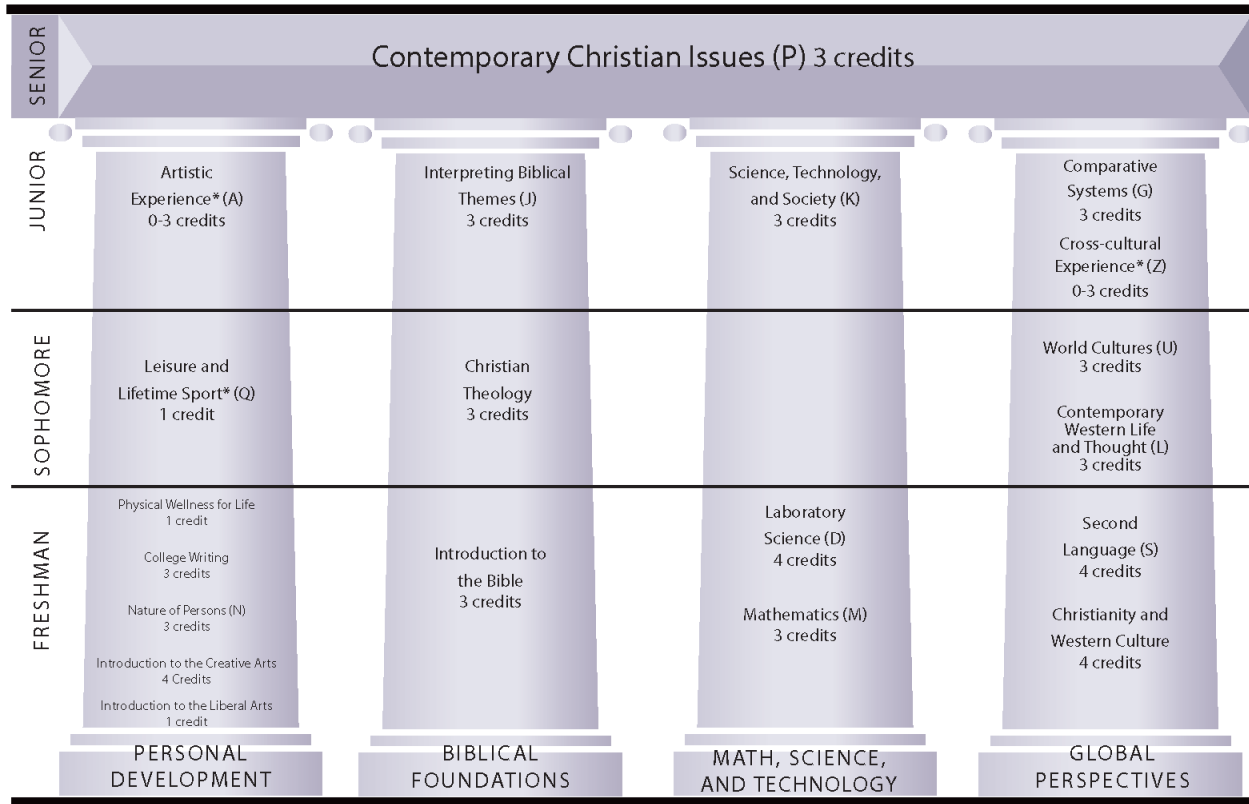 SENIOR
Contemporary Christian Issues (P) 3 credits
JUNIOR
Artistic
Experience* (A)
0-3 credits
Interpreting Biblical
Themes (J)
3 credits
Science, Technology,
and Society (K)
3 credits
Comparative
Systems (G)
3 credits
Cross-cultural
Experience* (Z)
0-3 credits
SOPHOMORE
Leisure and
Lifetime Sport* (Q)
1 credit
Christian
Theology
3 credits
World Cultures (U)
3 credits
Contemporary
Western Life
and Thought (L)
3 credits
FRESHMAN
Physical Wellness for Life
1 credit
College Writing
3 credits
Nature of Persons (N)
3 credits
Introduction to the Creative Arts
4 Credits
Introduction to the Liberal Arts
1 credit
Introduction to
the Bible
3 credits
Laboratory
Science (D)
4 credits
Mathematics (M)
3 credits
Second
Language (S)
4 credits
Christianity and
Western Culture
4 credits
PERSONAL
DEVELOPMENT
BIBLICAL
FOUNDATIONS
MATH, SCIENCE,
AND TECHNOLOGY
GLOBAL
PERSPECTIVES